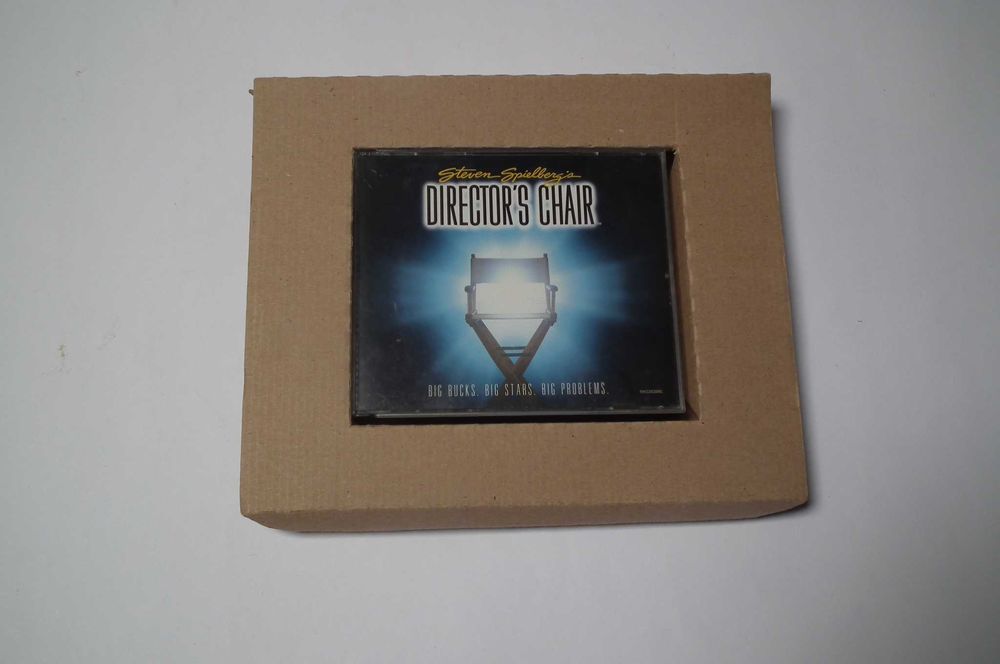 Steven Spielberg's
DIRECTOR'S CHAIR
BIG BUCKS. BIG STARS. BIG PROBLEMS.